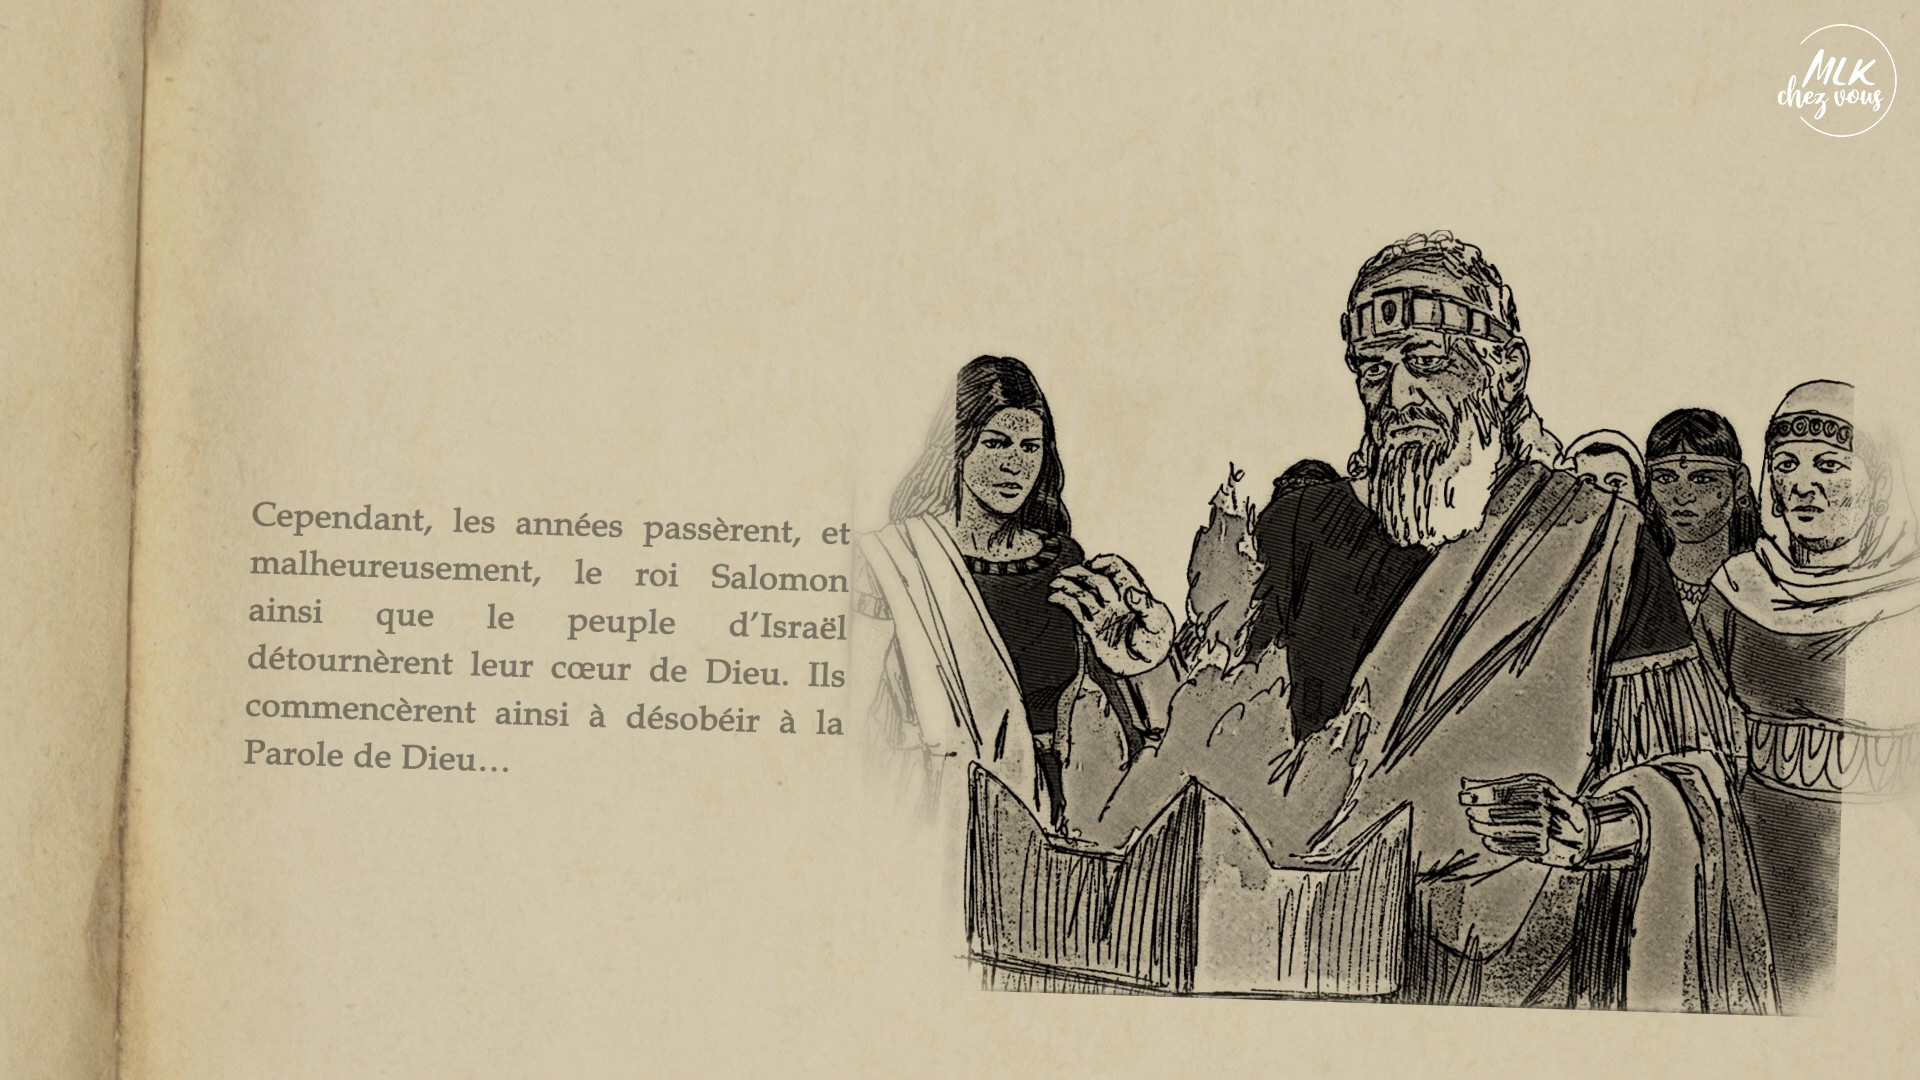 MLK
chez vous
Cependant, les années passèrent, et
malheureusement, le roi Salomon
ainsi que le peuple d’Israël
détournèrent leur cœur de Dieu. Ils
commencèrent ainsi à désobéir à la
Parole de Dieu…